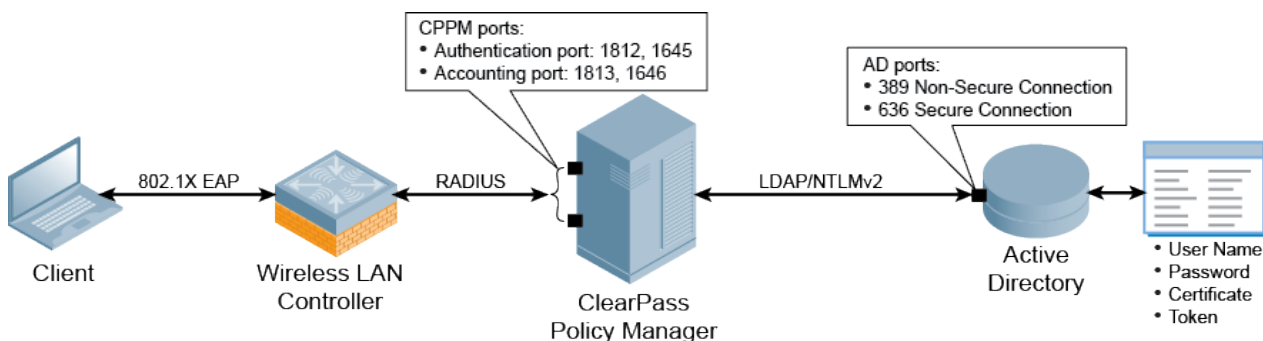 CPPM ports:
• Authentication port: 1812, 1645
• Accounting port: 1813, 1646
AD ports:
• 389 Non-Secure Connection
• 636 Secure Connection
802.1X EAP
RADIUS
LDAP/NTLMv2
Client
Wireless LAN
Controller
ClearPass
Policy Manager
Active
Directory
• User Name
• Password
• Certificate
• Token